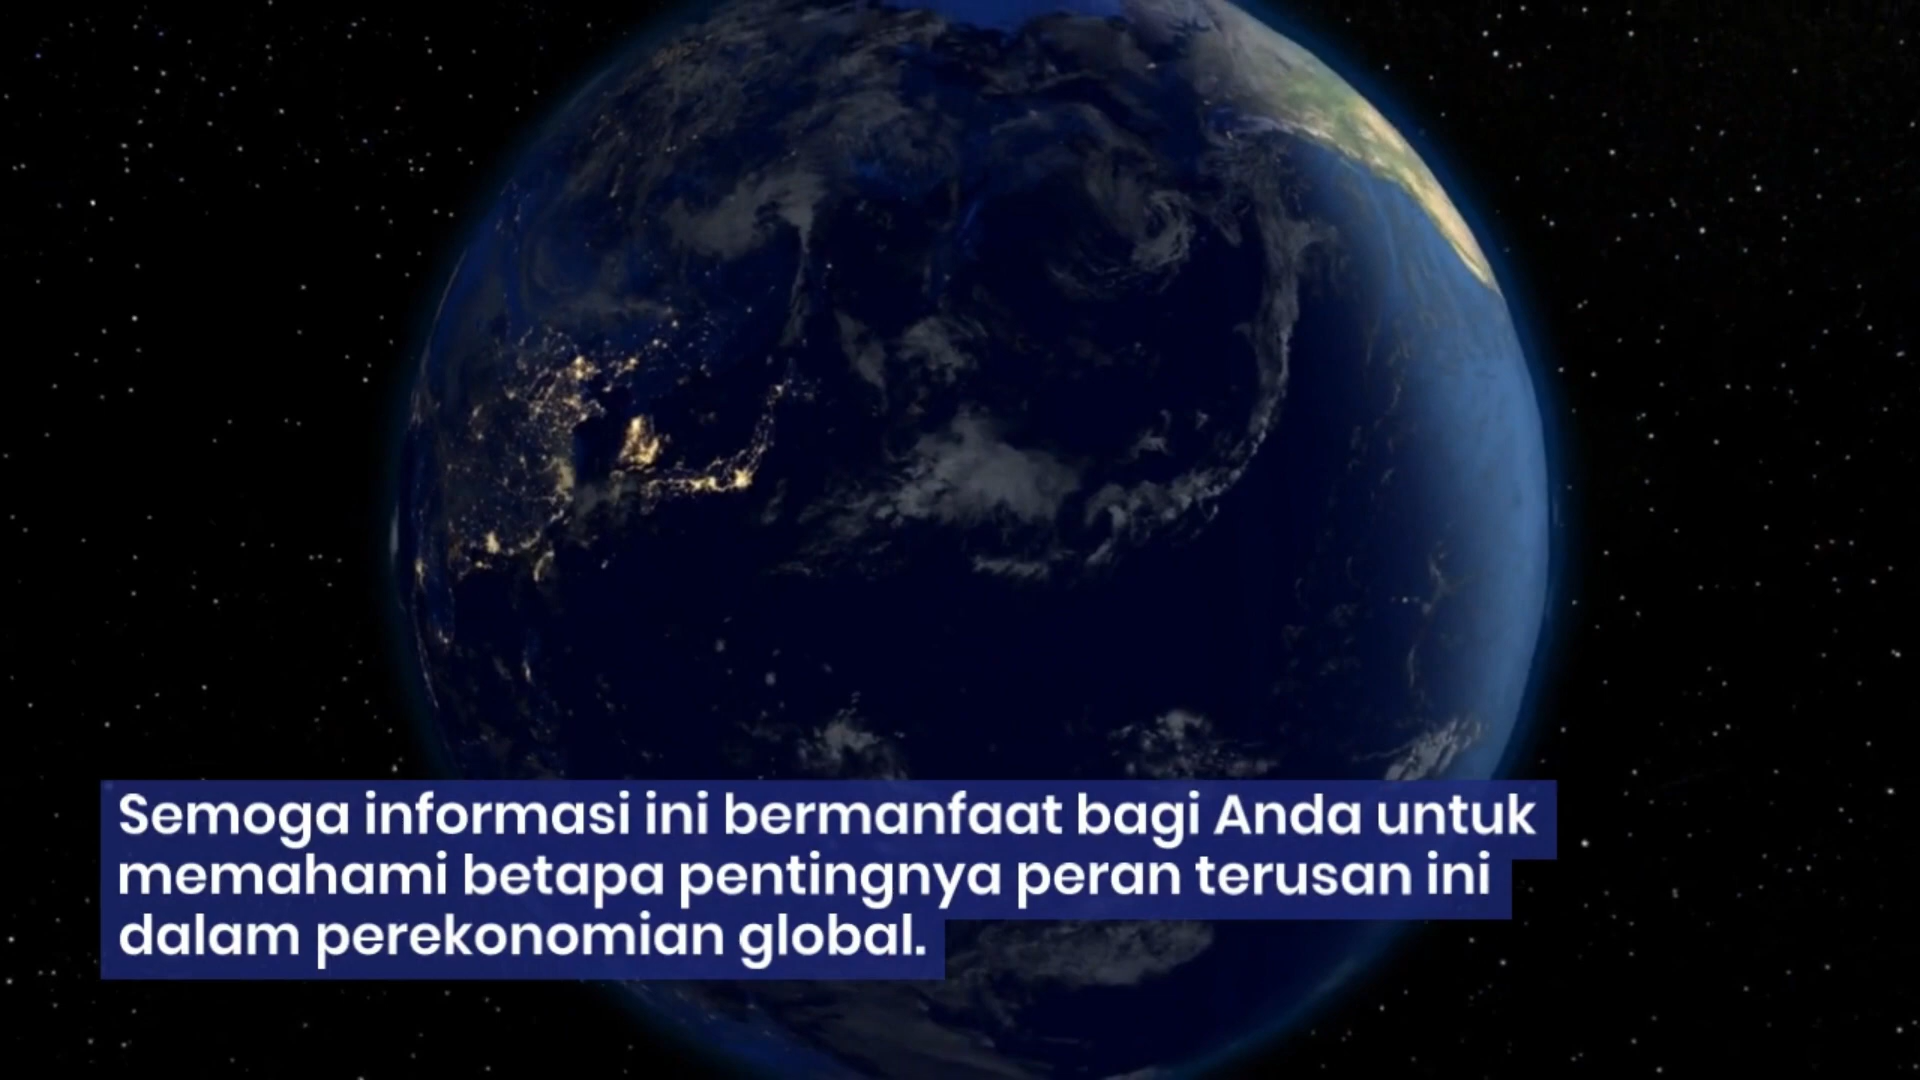 Semoga informasi ini bermanfaat bagi Anda untuk
memahami betapa pentingnya peran terusan ini
dalam perekonomian global.